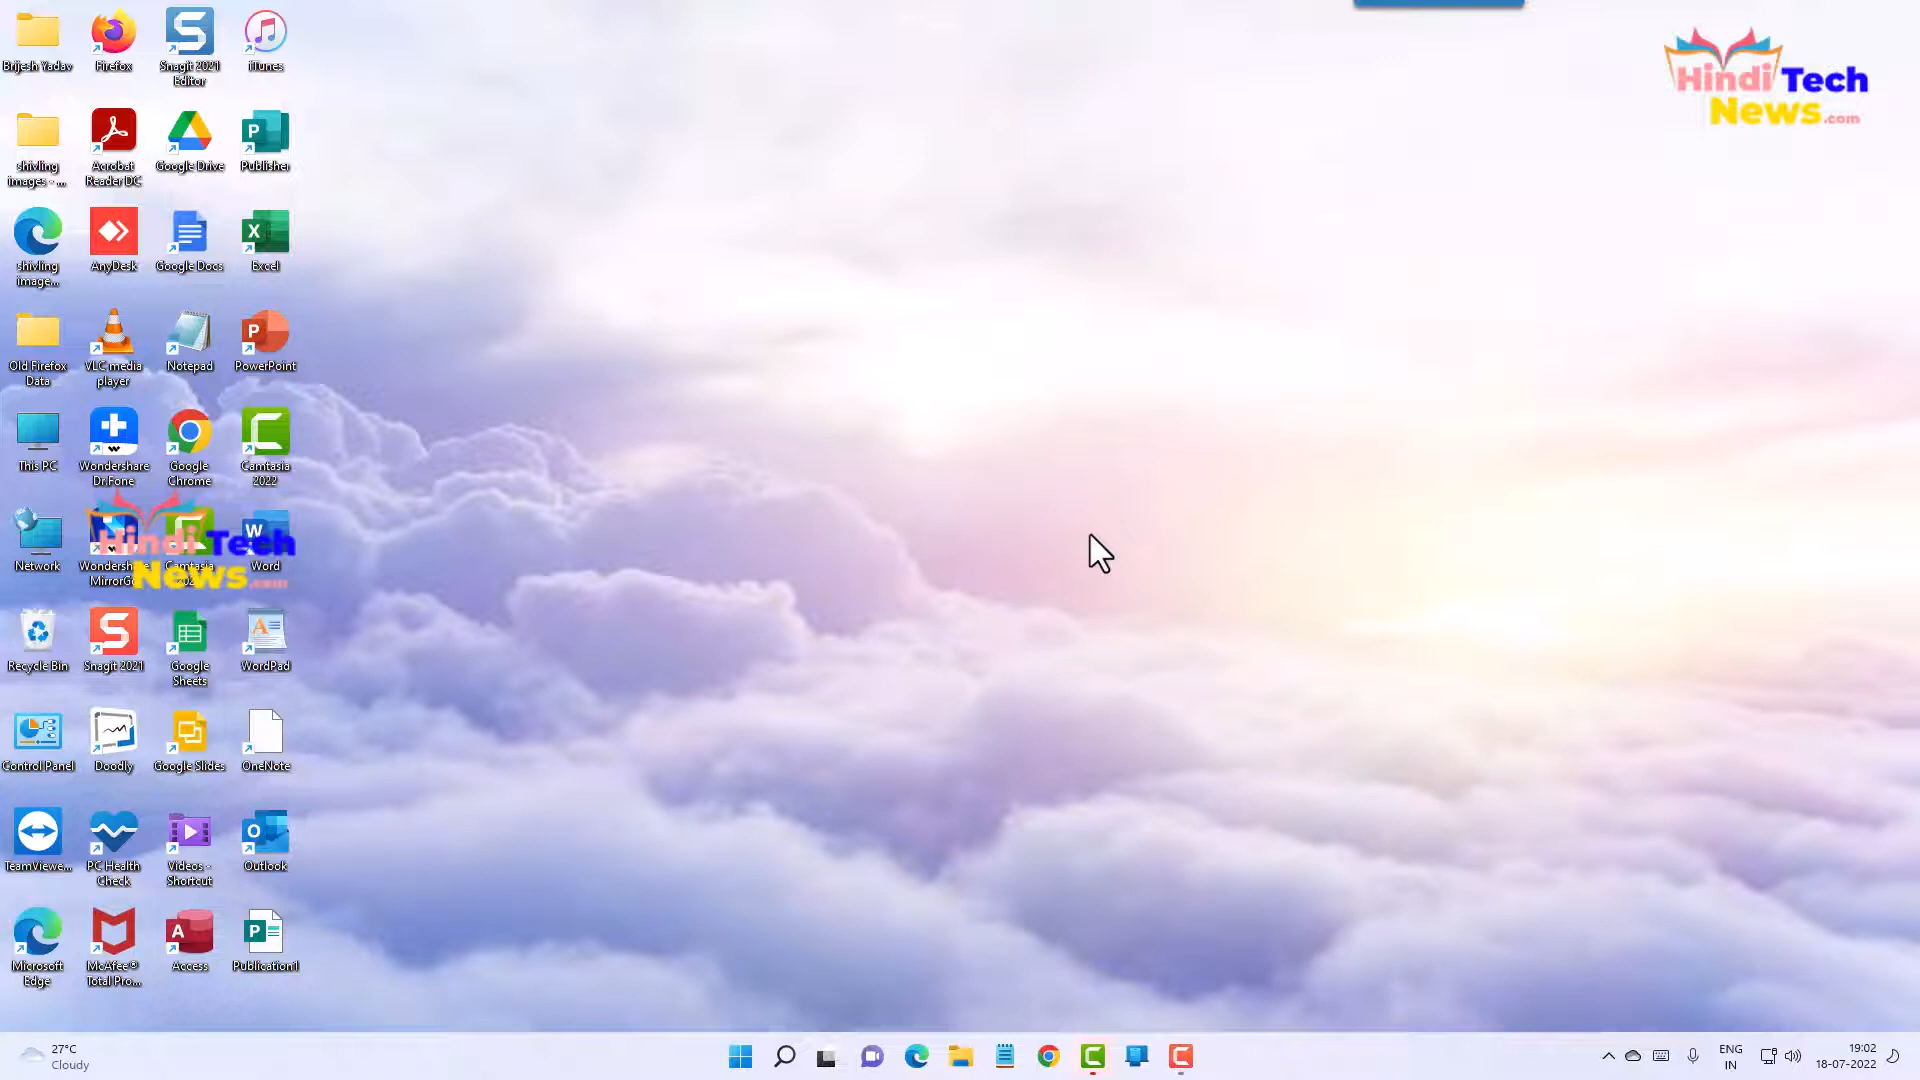 Brijesh Yadav
Firefox
Snagit 2021
Editor
iTunes
Hindi Tech
News.com
shivling
images - ...
Acrobat
Reader DC
Google Drive
Publisher
shivling
image...
AnyDesk
Google Docs
Excel
Old Firefox
Data
VLC media
player
Notepad
PowerPoint
This PC
Wondershare
Dr.Fone
Google
Chrome
Camtasia
2022
Network
Hindi Tech
News.com
Word
Recycle Bin
Snagit 2021
Google
Sheets
WordPad
Control Panel
Doodly
Google Slides
OneNote
TeamViewe...
PC Health
Check
Videos -
Shortcut
Outlook
Microsoft
Edge
McAfee®
Total Pro...
Access
Publication1
27°C
Cloudy
ENG
IN
19:02
18-07-2022